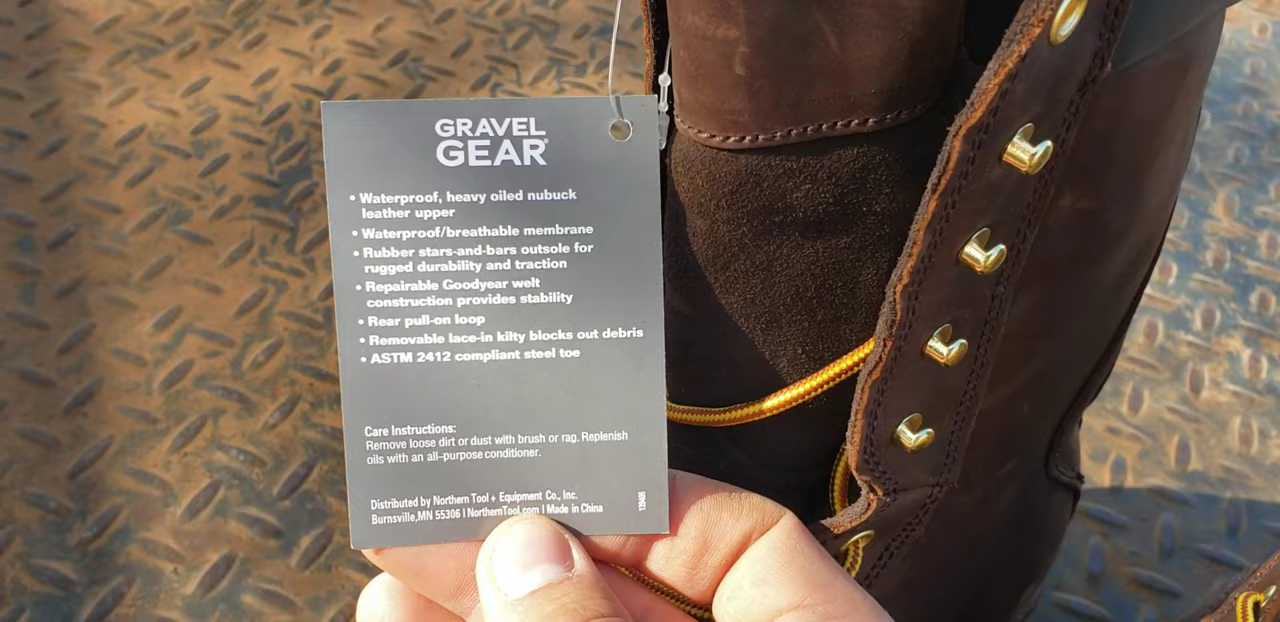 GRAVEL
GEAR®
• Waterproof, heavy oiled nubuck
leather upper
• Waterproof/breathable membrane
• Rubber stars-and-bars outsole for
rugged durability and traction
• Repairable Goodyear welt
construction provides stability
• Rear pull-on loop
• Removable lace-in kilty blocks out debris
• ASTM 2412 compliant steel toe
Care Instructions:
Remove loose dirt or dust with brush or rag. Replenish
oils with an all–purpose conditioner.
Distributed by Northern Tool + Equipment Co., Inc.
Burnsville,MN 55306 | NorthernTool.com | Made in China